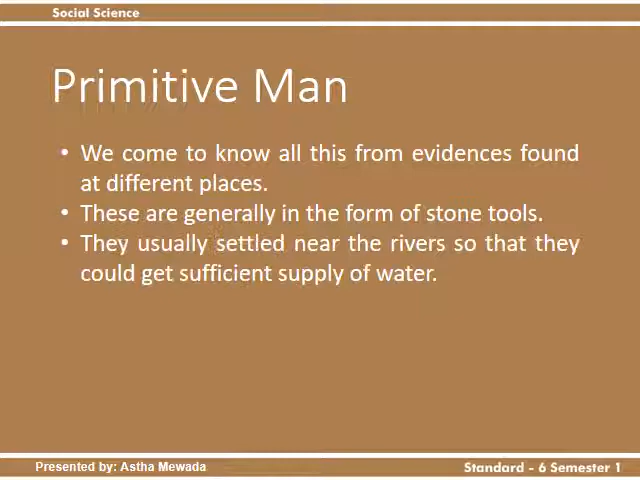 Social Science
Primitive Man
• We come to know all this from evidences found
at different places.
• These are generally in the form of stone tools.
• They usually settled near the rivers so that they
could get sufficient supply of water.
Presented by: Astha Mewada
Standard - 6 Semester 1